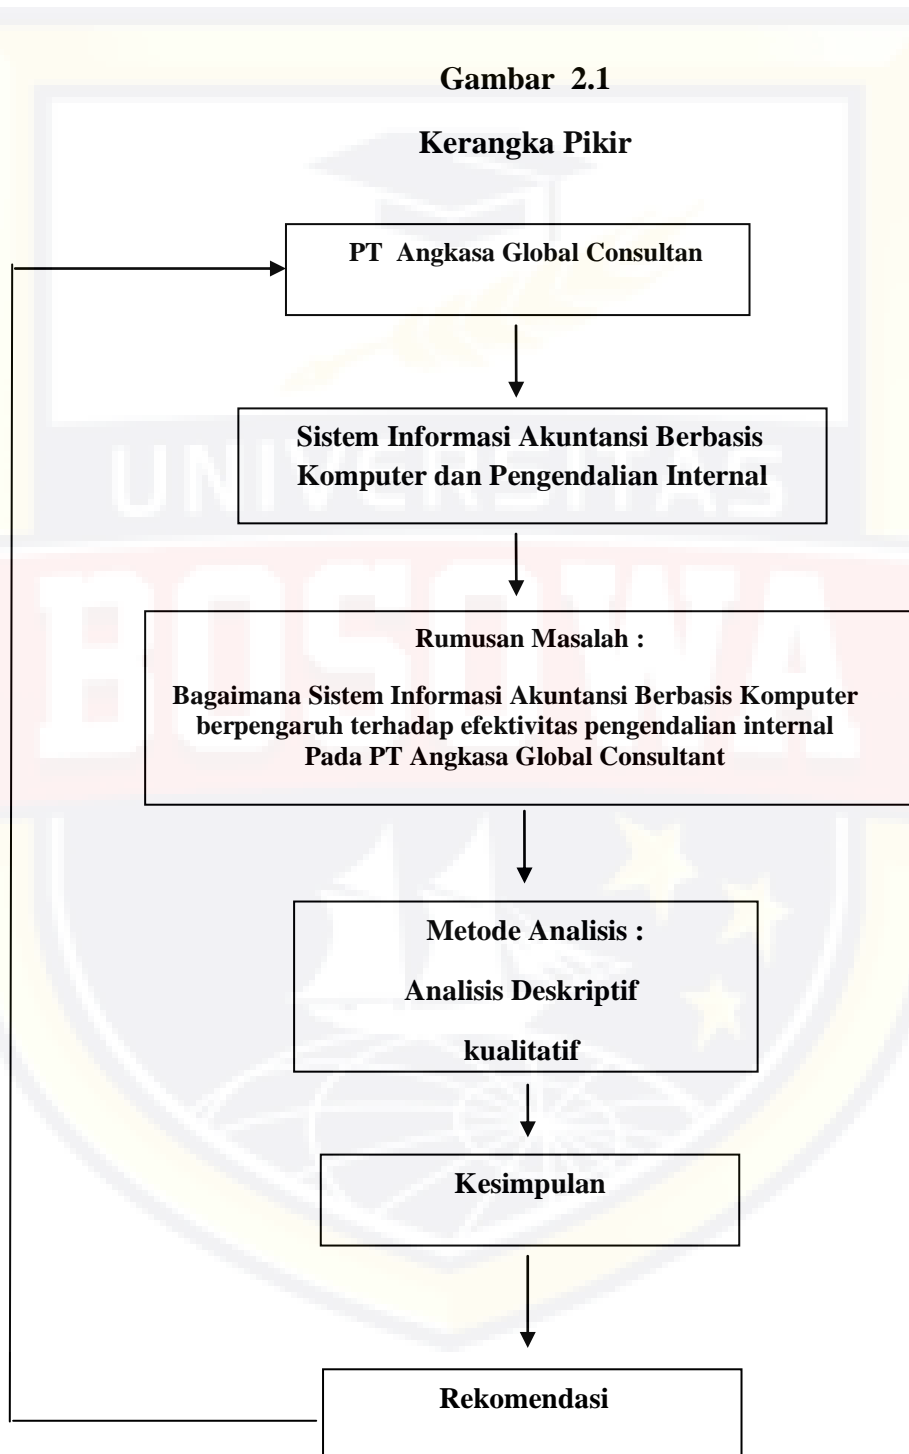 Gambar 2.1
Kerangka Pikir
PT Angkasa Global Consultan
Sistem Informasi Akuntansi Berbasis
Komputer dan Pengendalian Internal
UNIVERSITAS
BOSOWA
Rumusan Masalah :
Bagaimana Sistem Informasi Akuntansi Berbasis Komputer
berpengaruh terhadap efektivitas pengendalian internal
Pada PT Angkasa Global Consultant
Metode Analisis :
Analisis Deskriptif
kualitatif
Kesimpulan
Rekomendasi